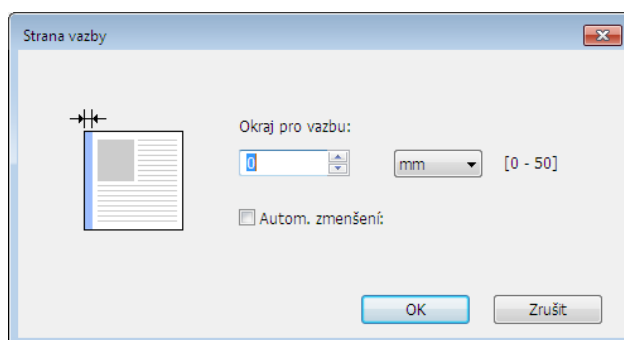 Strana vazby
Okraj pro vazbu:
0 mm [0 - 50]
Autom. zmenšení:
OK Zrušit